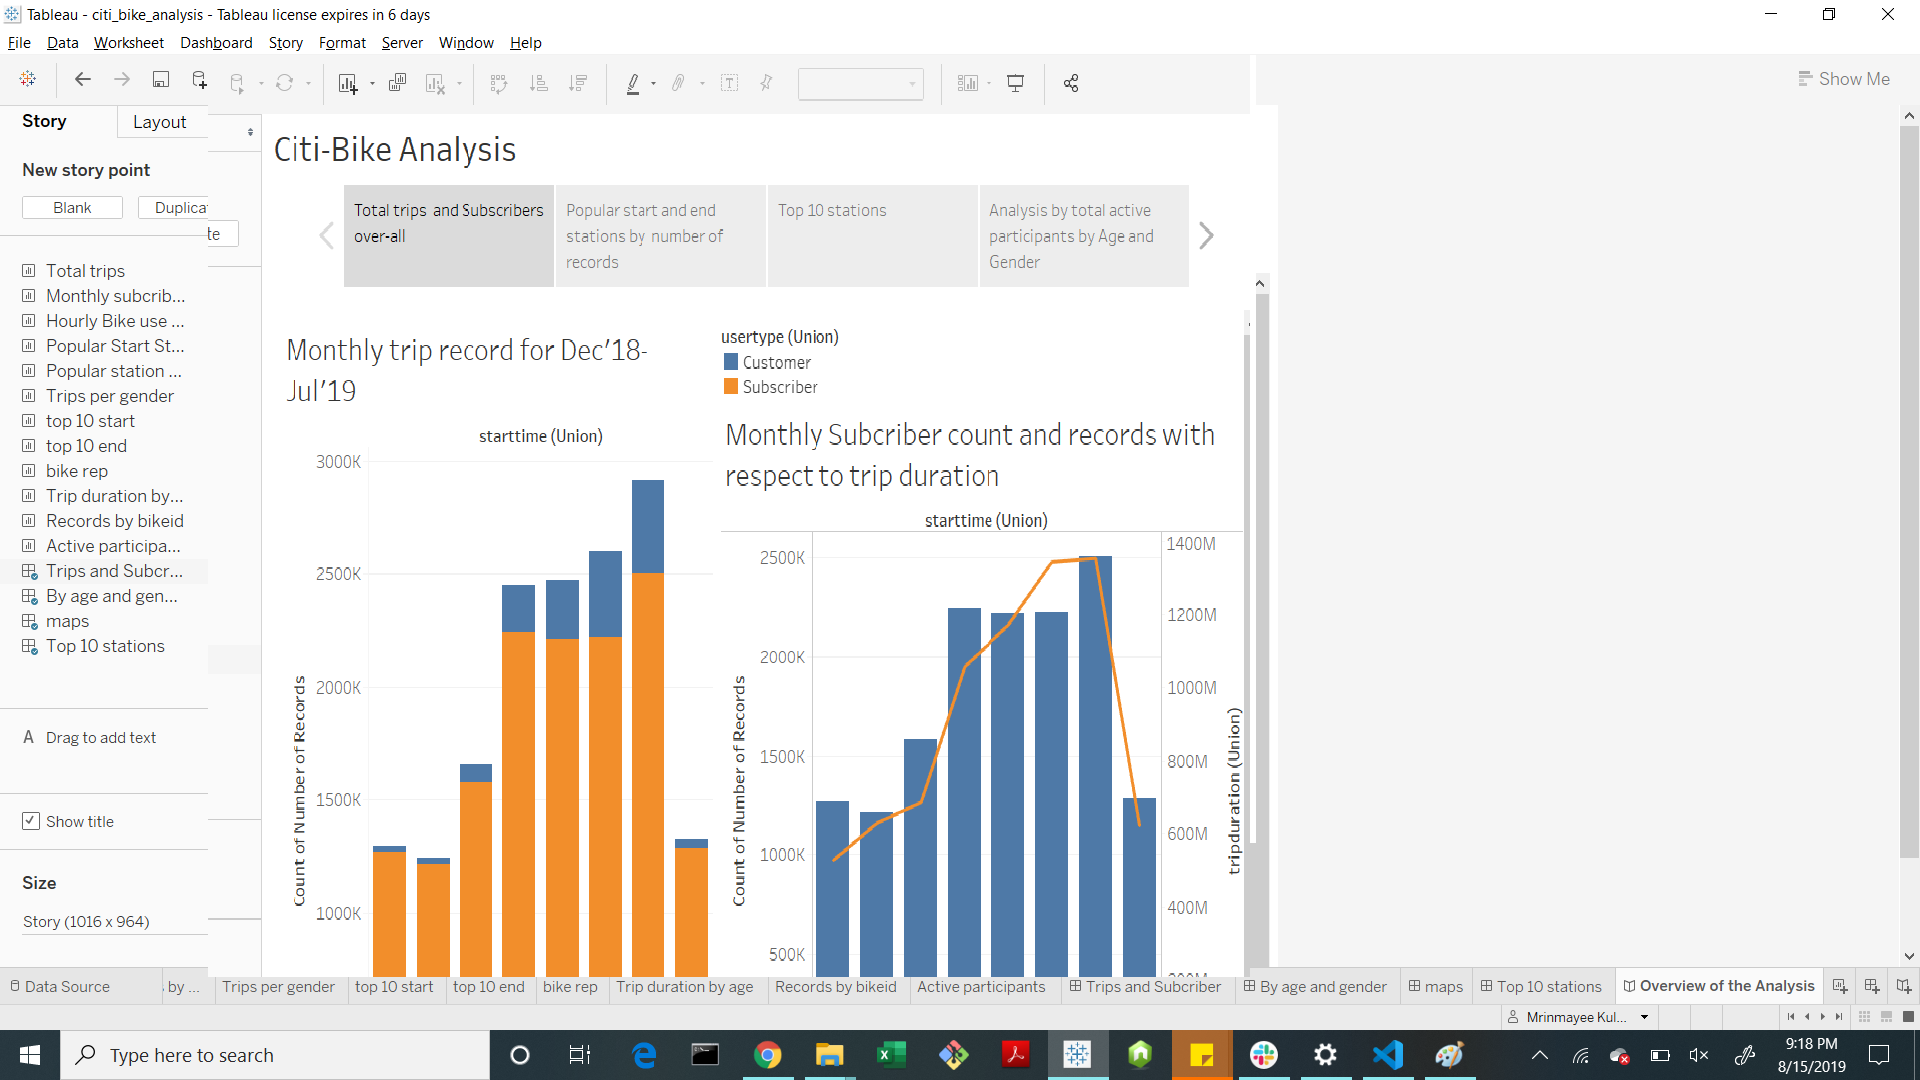 Tableau - citi_bike_analysis - Tableau license expires in 6 days
File Data Worksheet Dashboard Story Format Server Window Help
Show Me
Story Layout
New story point
Blank Duplicat
te
Total trips
Monthly subcrib...
Hourly Bike use ...
Popular Start St...
Popular station ...
Trips per gender
top 10 start
top 10 end
bike rep
Trip duration by...
Records by bikeid
Active participa...
Trips and Subcr...
By age and gen...
maps
Top 10 stations
A Drag to add text
Show title
Size
Story (1016 x 964)
Citi-Bike Analysis
Total trips and Subscribers
over-all
Popular start and end
stations by number of
records
Top 10 stations
Analysis by total active
participants by Age and
Gender
Monthly trip record for Dec'18-
Jul'19
starttime (Union)
3000K
2500K
2000K
1500K
1000K
Count of Number of Records
usertype (Union)
Customer
Subscriber
Monthly Subcriber count and records with
respect to trip duration
starttime (Union)
2500K
2000K
1500K
1000K
500K
Count of Number of Records
1400M
1200M
1000M
800M
600M
400M
200M
tripduration (Union)
Data Source
s by ...
Trips per gender
top 10 start
top 10 end
bike rep
Trip duration by age
Records by bikeid
Active participants
Trips and Subcriber
By age and gender
maps
Top 10 stations
Overview of the Analysis
Mrinmayee Kul...
Type here to search
9:18 PM
8/15/2019